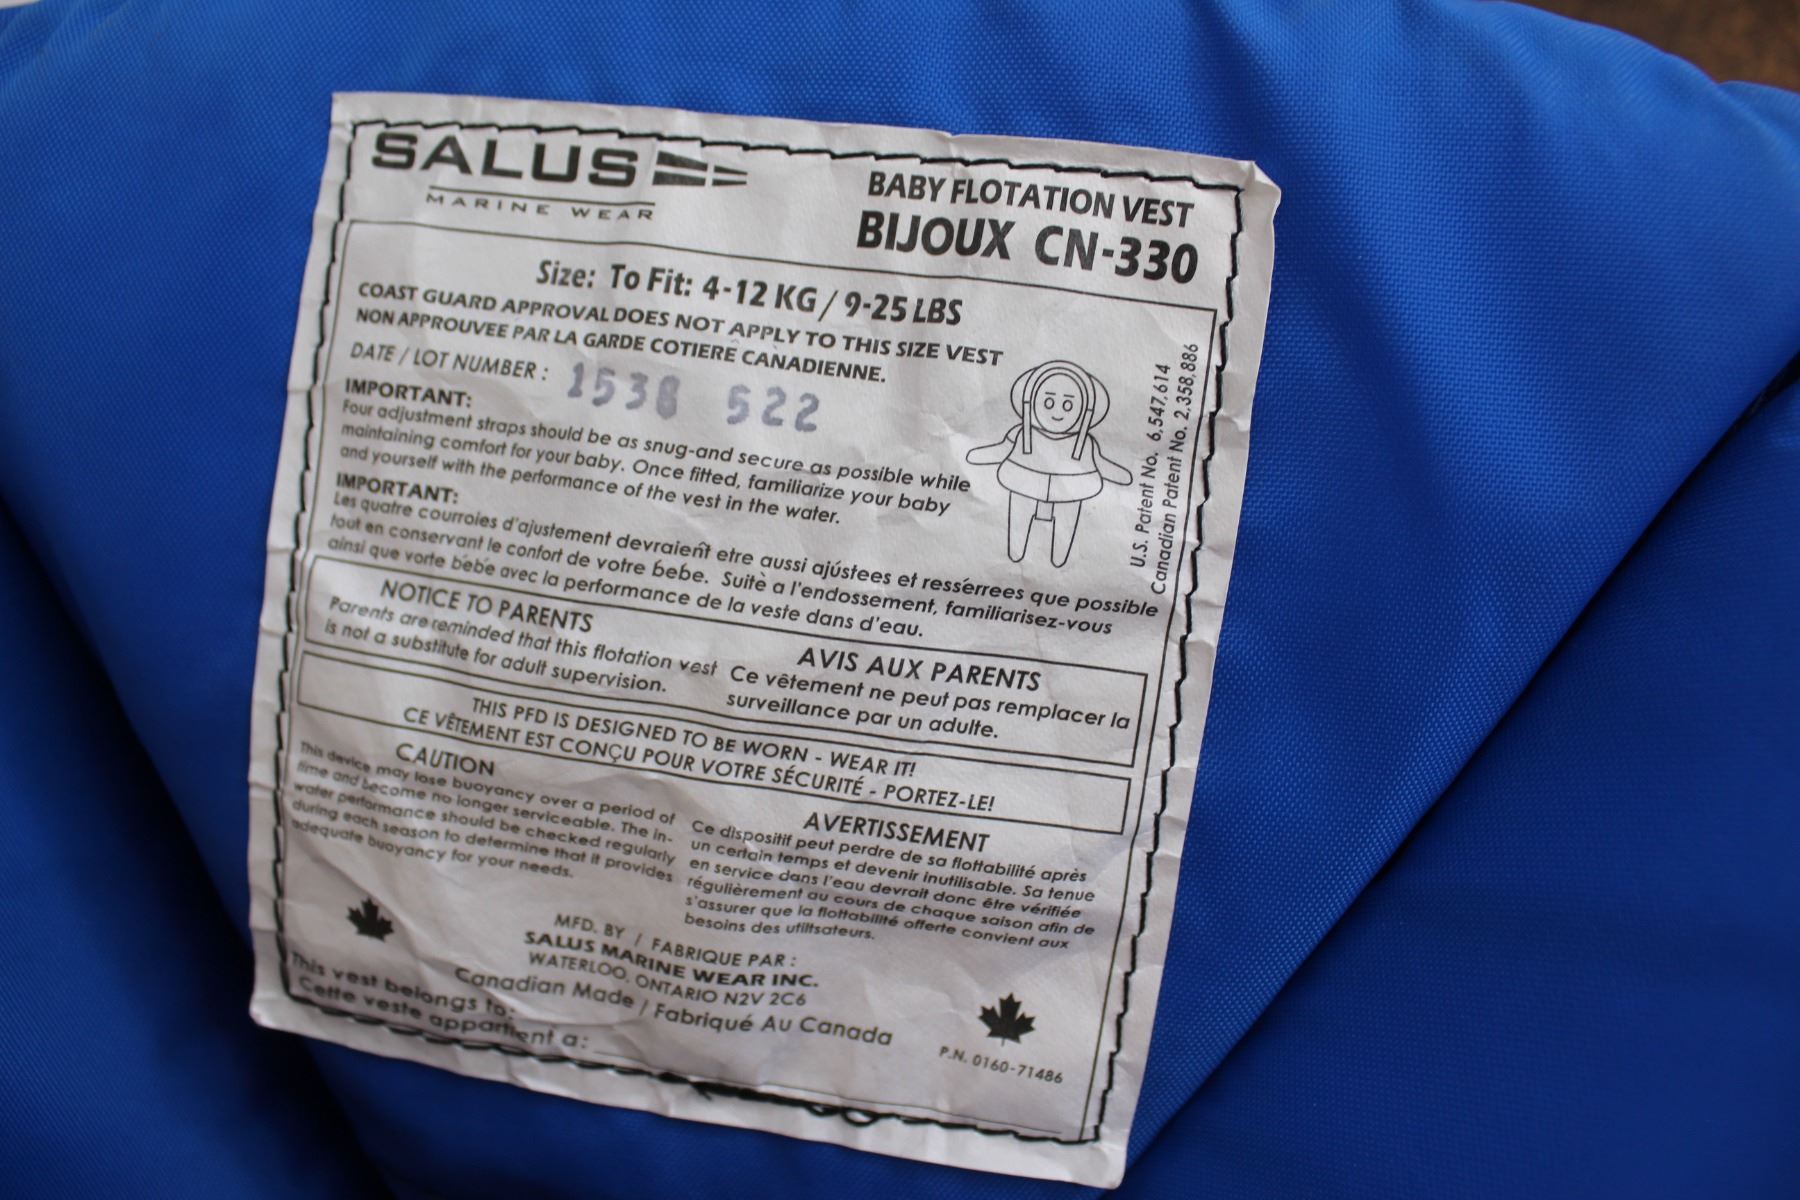 SALUS
MARINE WEAR
BABY FLOTATION VEST
BIJOUX CN-330
Size: To Fit: 4-12 KG / 9-25 LBS
COAST GUARD APPROVAL DOES NOT APPLY TO THIS SIZE VEST
NON APPROUVEE PAR LA GARDE COTIERE CANADIENNE.
DATE / LOT NUMBER : 1538 522
IMPORTANT:
Four adjustment straps should be as snug-and secure as possible while
maintaining comfort for your baby. Once fitted, familiarize your baby
and yourself with the performance of the vest in the water.
IMPORTANT:
Les quatre courroies d'ajustement devraient etre aussi ajústees et ressérrees que possible
tout en conservant le confort de votre bebe. Suite a l'endossement, familiarisez-vous
ainsi que vorte bébé avec la performance de la veste dans d'eau.
U.S. Patent No. 6,547,614
Canadian Patent No. 2,358,886
NOTICE TO PARENTS
Parents are reminded that this flotation vest
is not a substitute for adult supervision.
AVIS AUX PARENTS
Ce vêtement ne peut pas remplacer la
surveillance par un adulte.
THIS PFD IS DESIGNED TO BE WORN - WEAR IT!
CE VÊTEMENT EST CONÇU POUR VOTRE SÉCURITÉ - PORTEZ-LE!
CAUTION
This device may lose buoyancy over a period of
time and become no longer serviceable. The in-
water performance should be checked regularly
during each season to determine that it provides
adequate buoyancy for your needs.
AVERTISSEMENT
Ce dispositif peut perdre de sa flottabilité après
un certain temps et devenir inutilisable. Sa tenue
en service dans l'eau devrait donc être vérifiée
régulièrement au cours de chaque saison afin de
s'assurer que la flottabilité offerte convient aux
besoins des utiltsateurs.
MFD. BY / FABRIQUE PAR :
SALUS MARINE WEAR INC.
WATERLOO, ONTARIO N2V 2C6
Canadian Made / Fabriqué Au Canada
This vest belongs to:
Cette veste appartient a:
P.N. 0160-71486